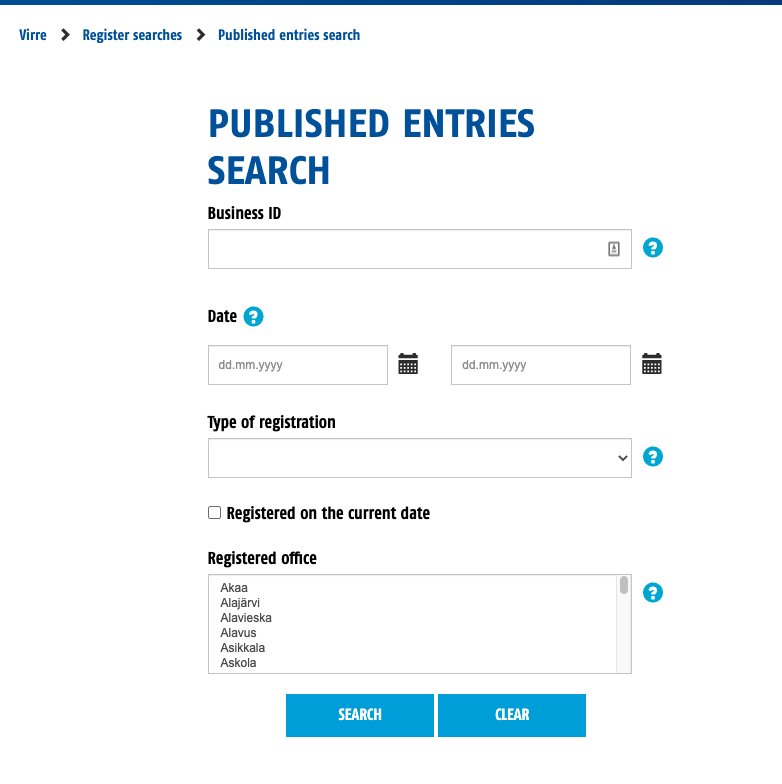 Virre Register searches Published entries search
PUBLISHED ENTRIES
SEARCH
Business ID
?
Date ?
dd.mm.yyyy dd.mm.yyyy
Type of registration
?
Registered on the current date
Registered office
?
Akaa
Alajärvi
Alavieska
Alavus
Asikkala
Askola
SEARCH CLEAR